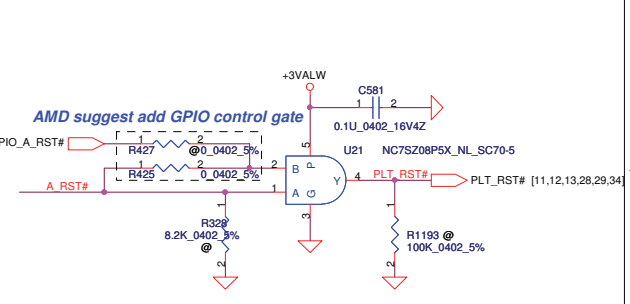 +3VALW
C581
1 2
0.1U_0402_16V4Z
AMD suggest add GPIO control gate
PIO_A_RST#
1 2
R427 @0_0402_5%
1 2
R425 0_0402_5%
A_RST#
5
U21 NC7SZ08P5X_NL_SC70-5
2 B P
1 A G Y 4
3
PLT_RST#
PLT_RST# [11,12,13,28,29,34]
1
R328
8.2K_0402_5%
@
2
1
R1193 @
100K_0402_5%
2